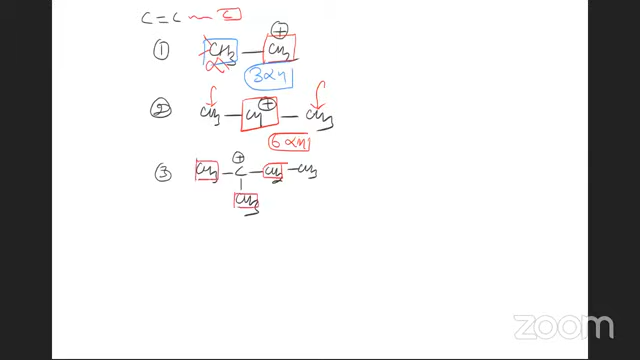 C=C C
⊕
① CH3 — CH2
α 3αH
② CH3 — CH⊕ — CH3
6αH
⊕
③ CH3 — C — CH2 — CH3
CH3
zoom